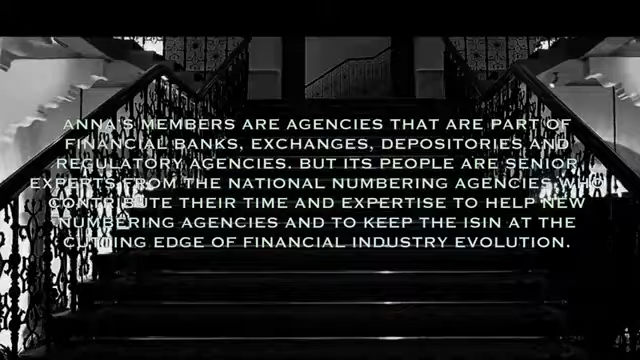 ANNA'S MEMBERS ARE AGENCIES THAT ARE PART OF
FINANCIAL BANKS, EXCHANGES, DEPOSITORIES AND
REGULATORY AGENCIES. BUT ITS PEOPLE ARE SENIOR
EXPERTS FROM THE NATIONAL NUMBERING AGENCIES WHO
CONTRIBUTE THEIR TIME AND EXPERTISE TO HELP NEW
NUMBERING AGENCIES AND TO KEEP THE ISIN AT THE
CUTTING EDGE OF FINANCIAL INDUSTRY EVOLUTION.